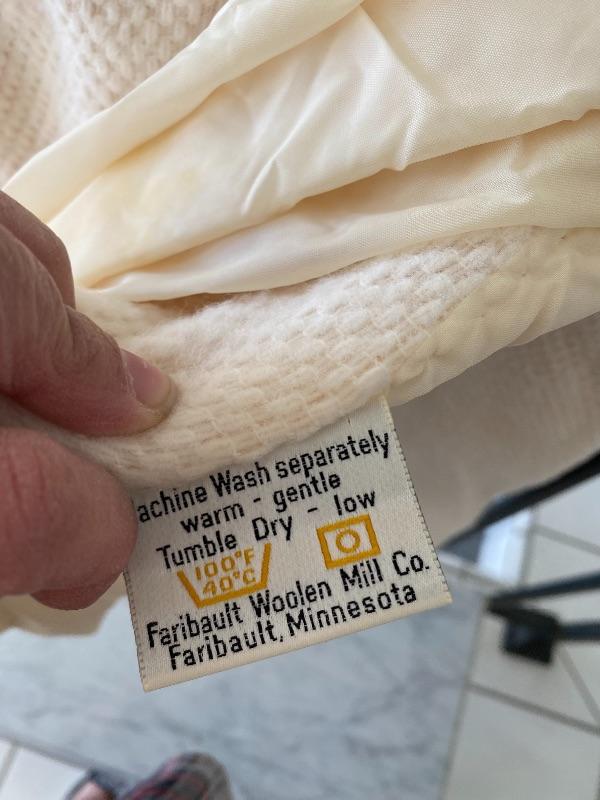 achine Wash separately
warm - gentle
Tumble Dry - low
100°F
40°C
Faribault Woolen Mill Co.
Faribault, Minnesota